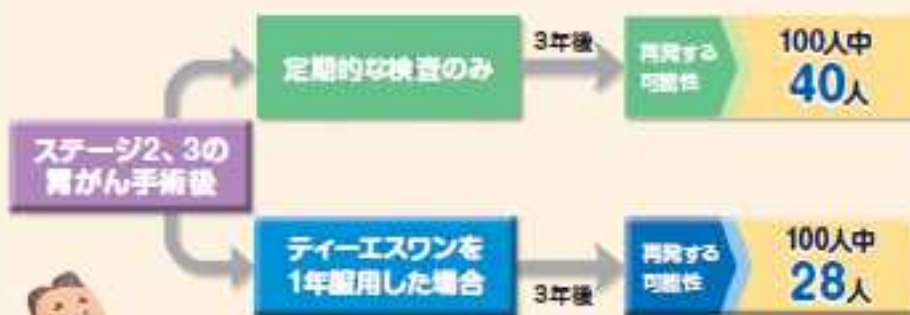 ステージ2、3の
胃がん手術後
定期的な検査のみ
3年後
再発する
可能性
100人中
40人
ティーエスワンを
1年服用した場合
3年後
再発する
可能性
100人中
28人